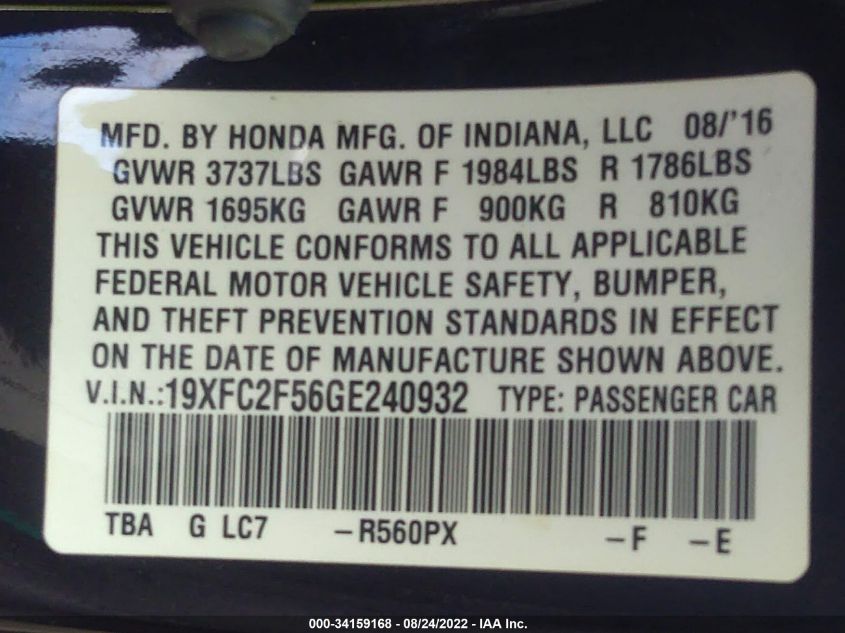 MFD. BY HONDA MFG. OF INDIANA, LLC 08/'16
GVWR 3737LBS GAWR F 1984LBS R 1786LBS
GVWR 1695KG GAWR F 900KG R 810KG
THIS VEHICLE CONFORMS TO ALL APPLICABLE
FEDERAL MOTOR VEHICLE SAFETY, BUMPER,
AND THEFT PREVENTION STANDARDS IN EFFECT
ON THE DATE OF MANUFACTURE SHOWN ABOVE.
V.I.N.:19XFC2F56GE240932 TYPE: PASSENGER CAR
TBA G LC7 -R560PX -F -E
000-34159168 - 08/24/2022 - IAA Inc.